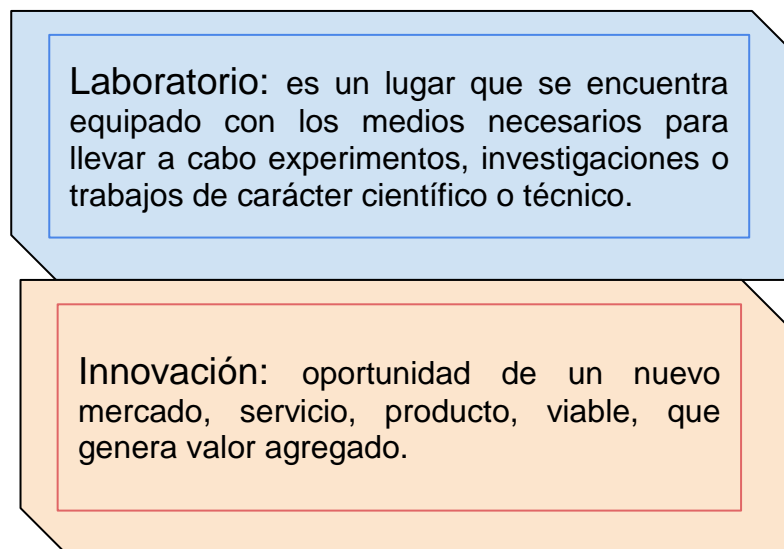 Laboratorio: es un lugar que se encuentra
equipado con los medios necesarios para
llevar a cabo experimentos, investigaciones o
trabajos de carácter científico o técnico.
Innovación: oportunidad de un nuevo
mercado, servicio, producto, viable, que
genera valor agregado.